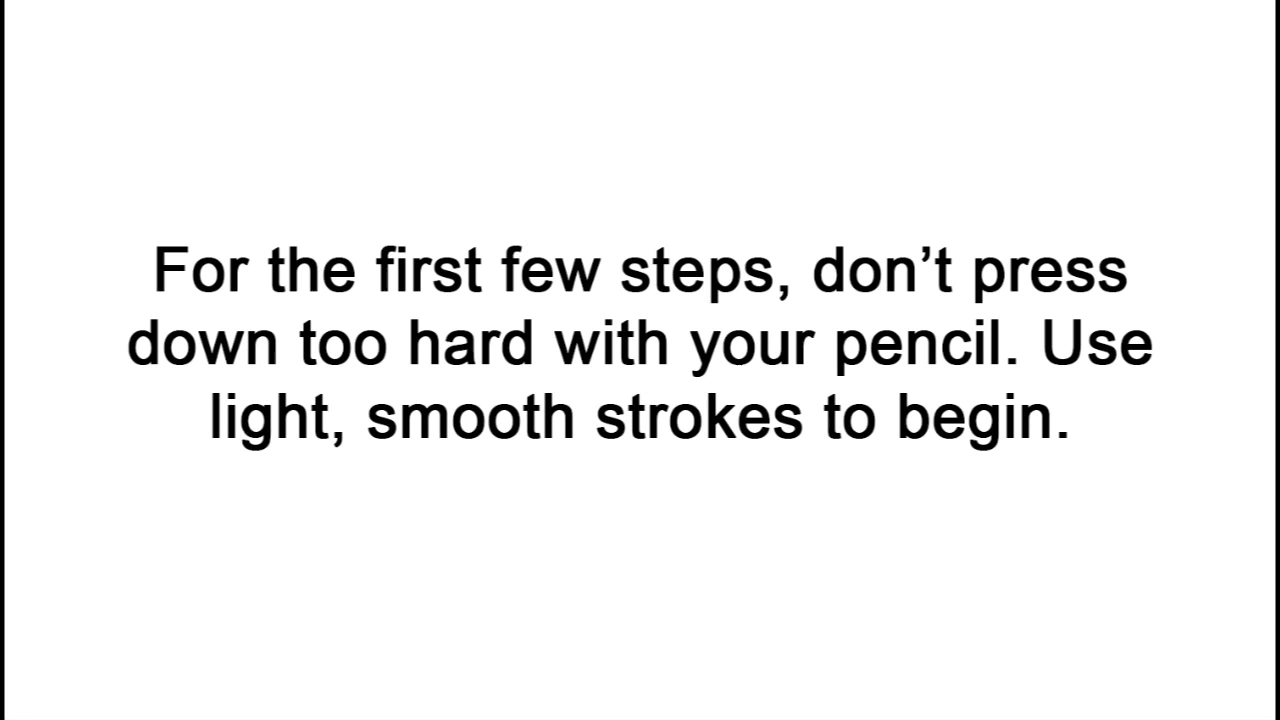 For the first few steps, don’t press
down too hard with your pencil. Use
light, smooth strokes to begin.